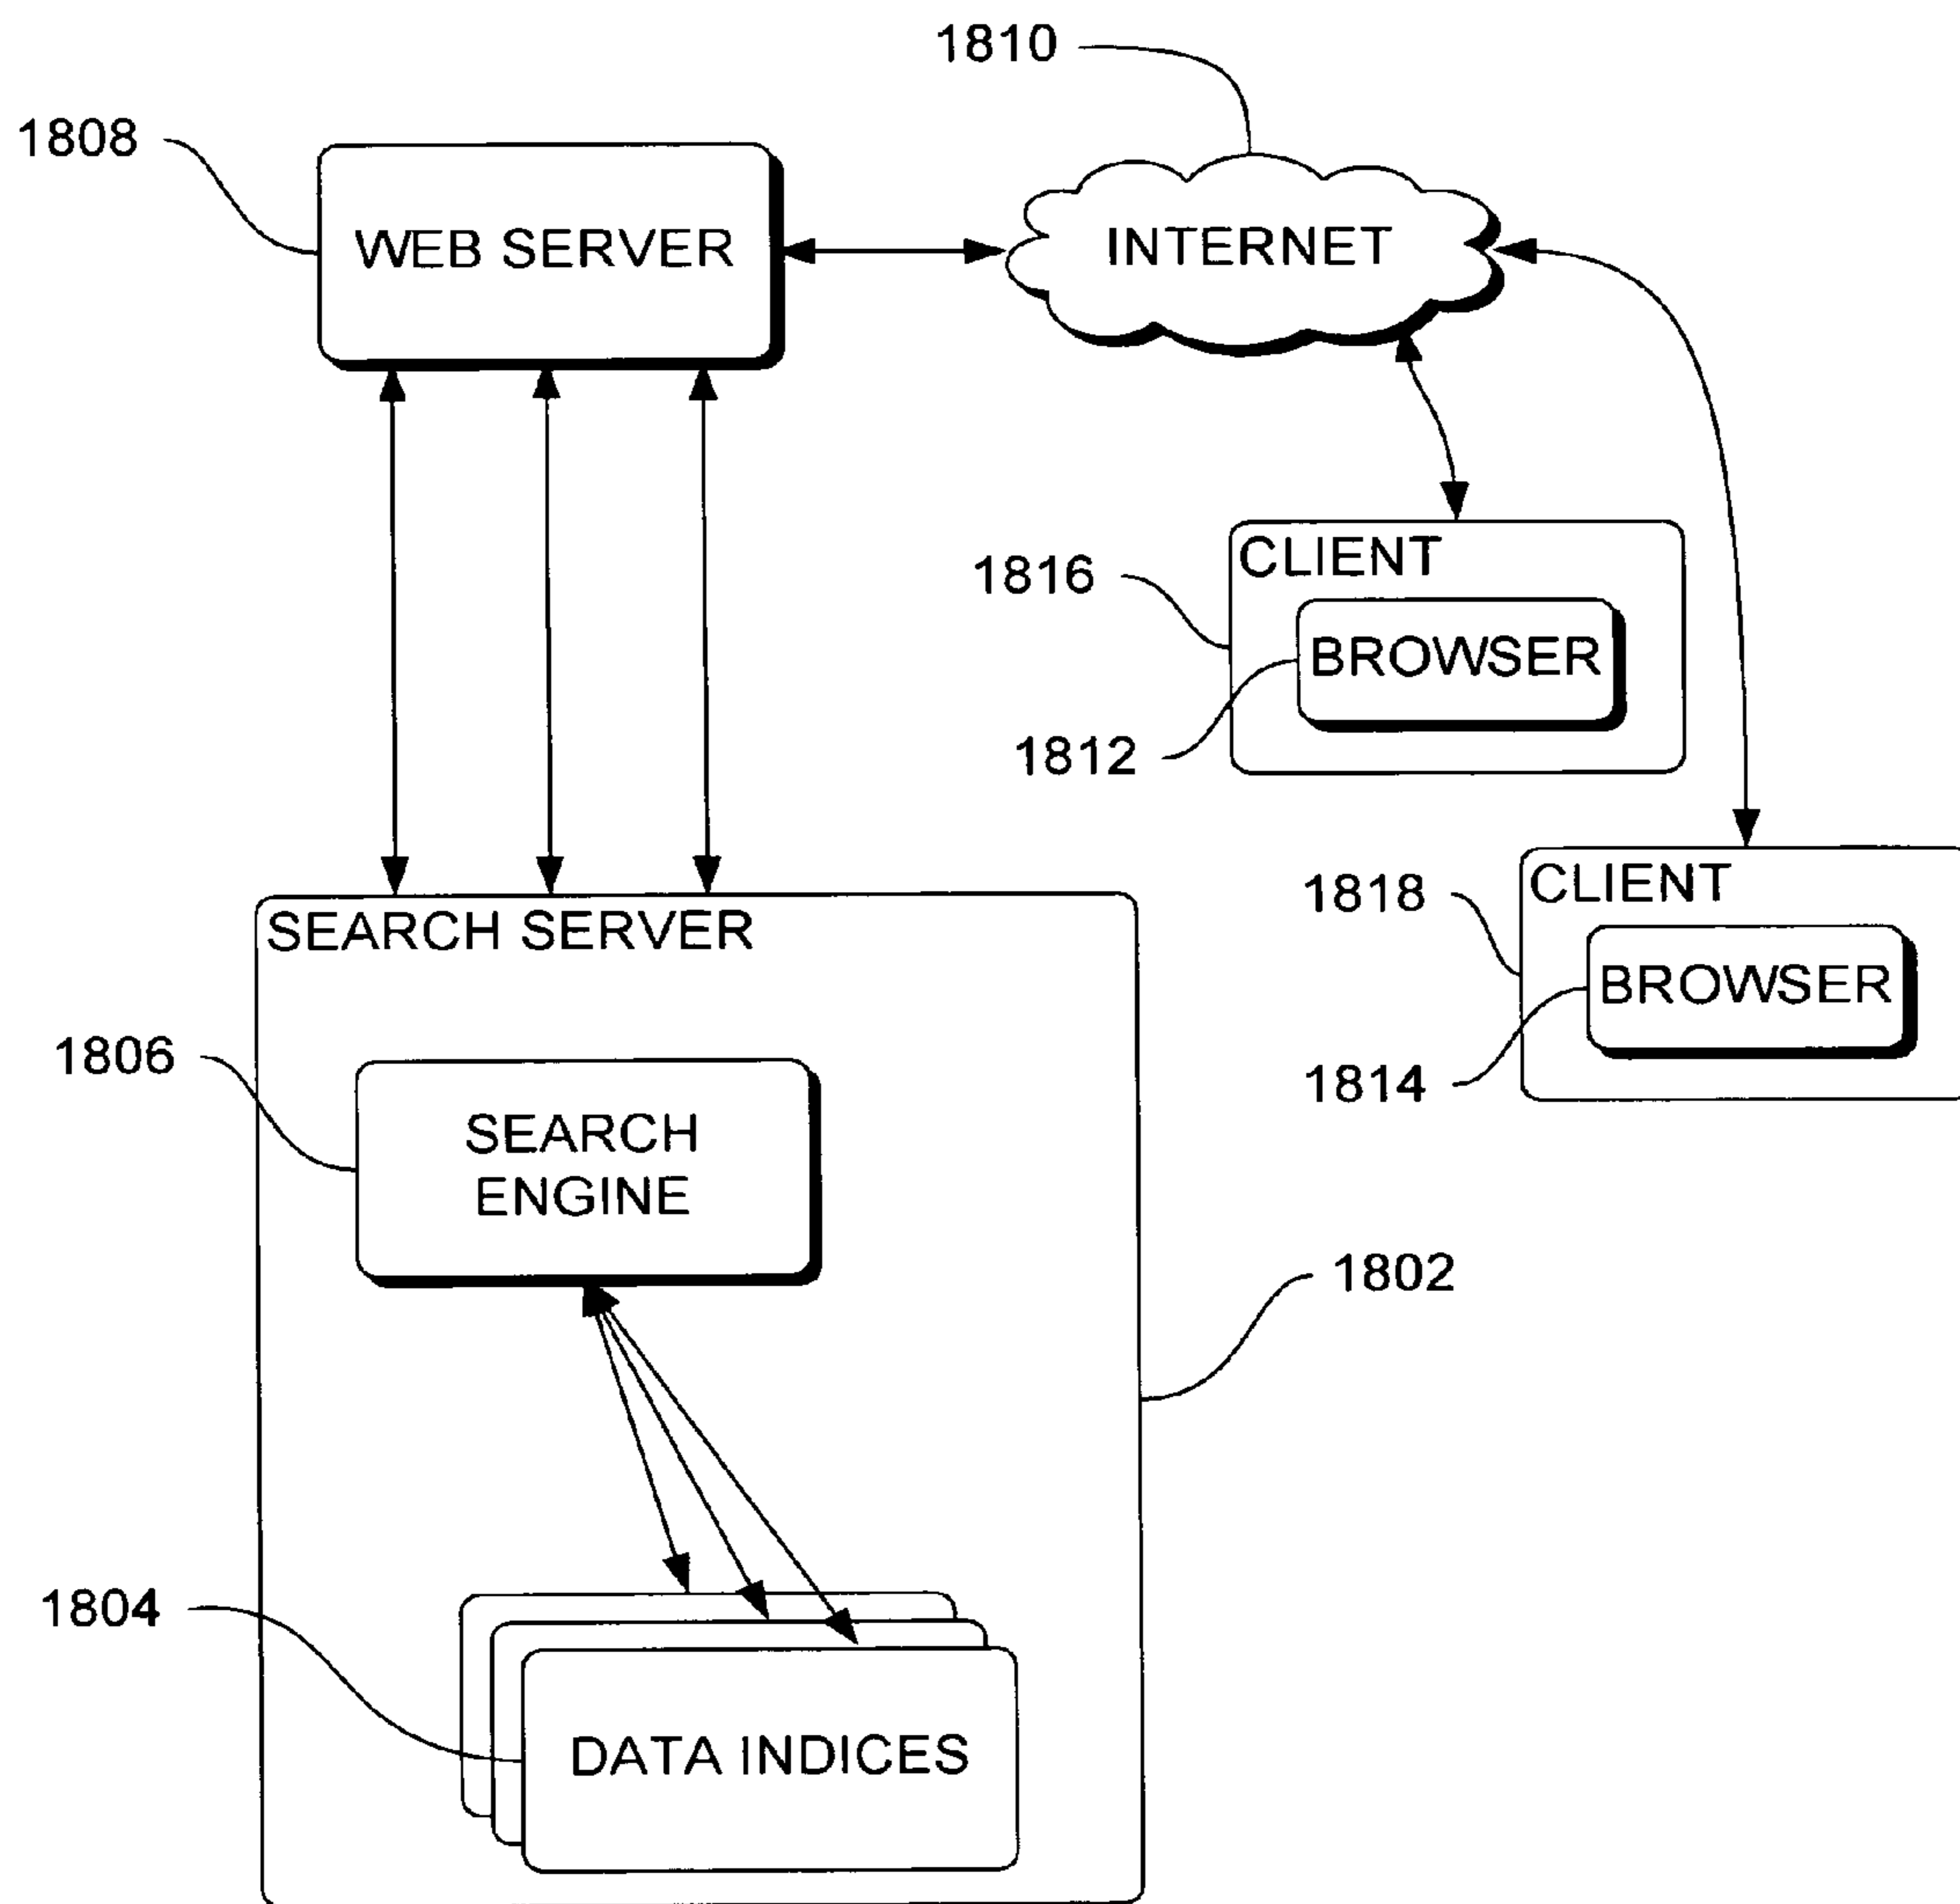 1810
1808
WEB SERVER
INTERNET
CLIENT
1816
BROWSER
1812
CLIENT
1818
BROWSER
1814
SEARCH SERVER
1806
SEARCH
ENGINE
1802
1804
DATA INDICES